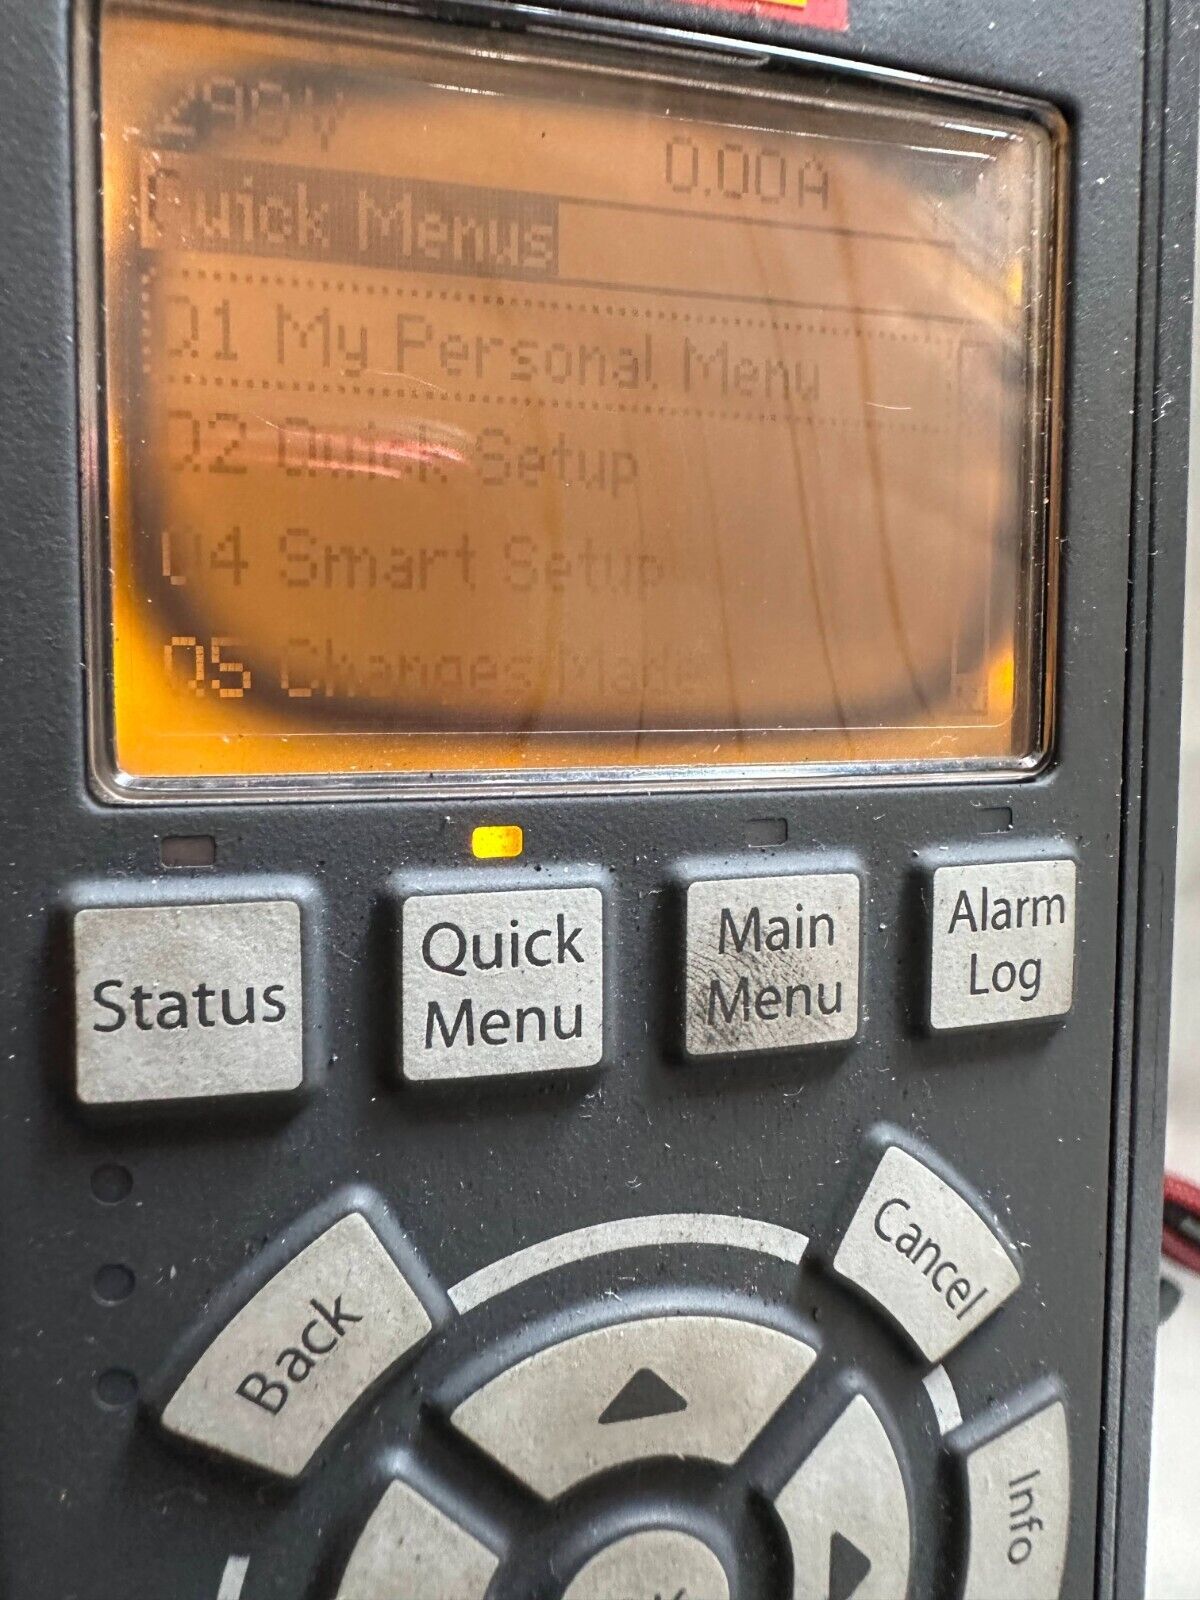 298V 0.00A
Quick Menus
Q1 My Personal Menu
Q2 Quick Setup
Q4 Smart Setup
Q5 Changes Made
Status
Quick Menu
Main Menu
Alarm Log
Back
Cancel
Info